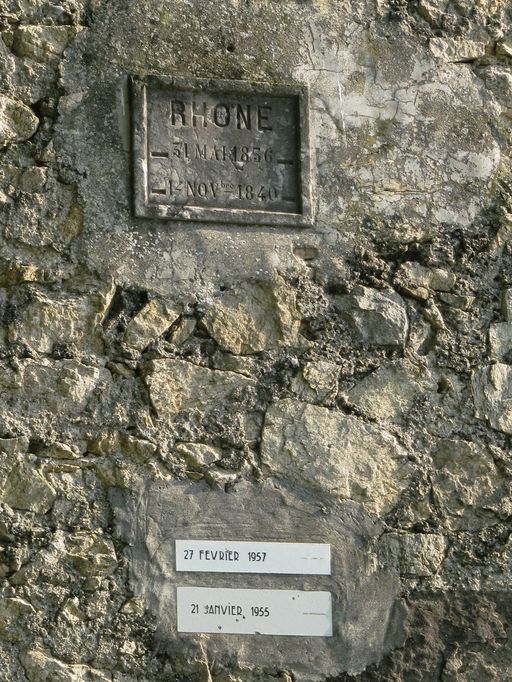 RHONE
31 MAI 1856
1ᴱᴿ NOVᴮᴿᴱ 1840
27 FEVRIER 1957
21 JANVIER 1955